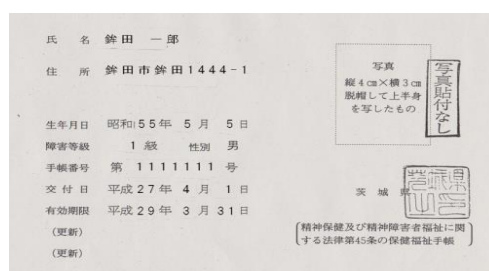 氏 名 鉾田 一郎
住 所 鉾田市鉾田1444-1
生年月日 昭和55年 5月 5日
障害等級 1級 性別 男
手帳番号 第 1111111 号
交付日 平成27年 4月 1日
有効期限 平成29年 3月 31日
(更新)
(更新)
写真
縦4㎝×横3㎝
脱帽して上半身
を写したもの
写真貼付なし
茨城県
精神保健及び精神障害者福祉に関
する法律第45条の保健福祉手帳